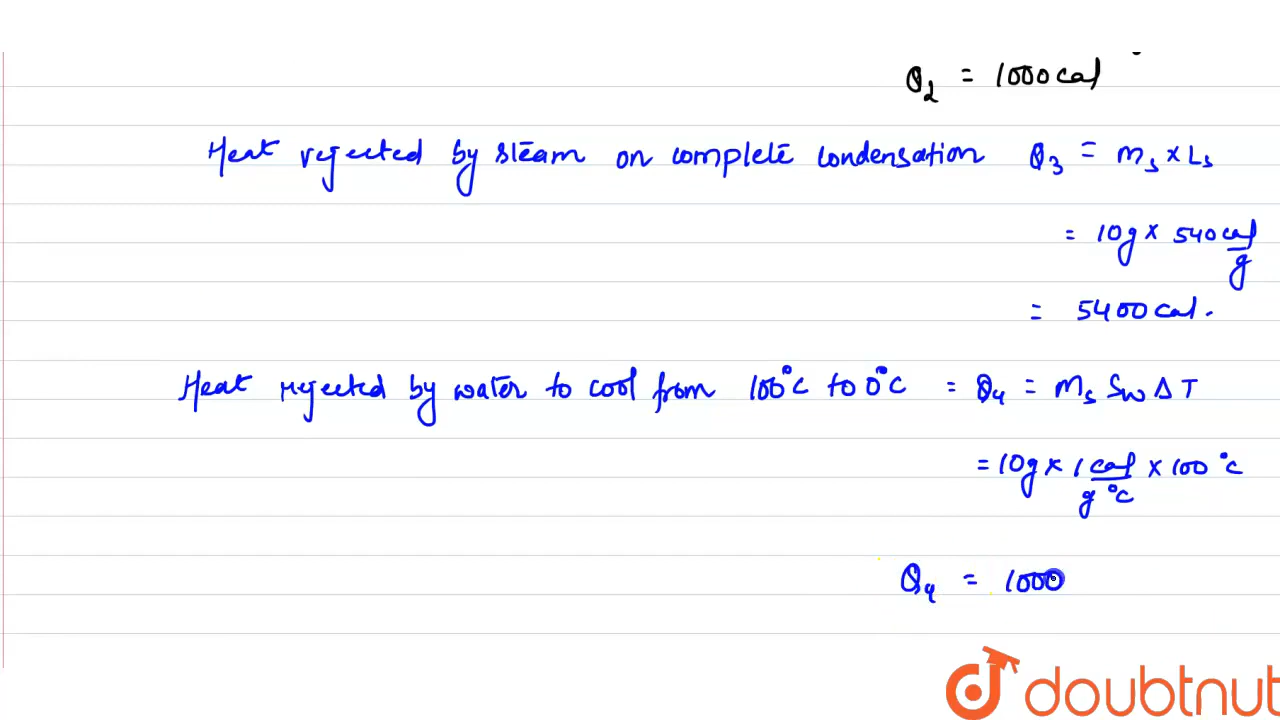 Q₂ = 1000 cal
Heat rejected by steam on complete condensation Q₃ = mₛ × Lₛ
= 10g × 540 cal/g
= 5400 cal.
Heat rejected by water to cool from 100°C to 0°C = Q₄ = mₛ S_w ΔT
= 10g × 1 cal/g°C × 100°C
Q₄ = 1000
doubtnut